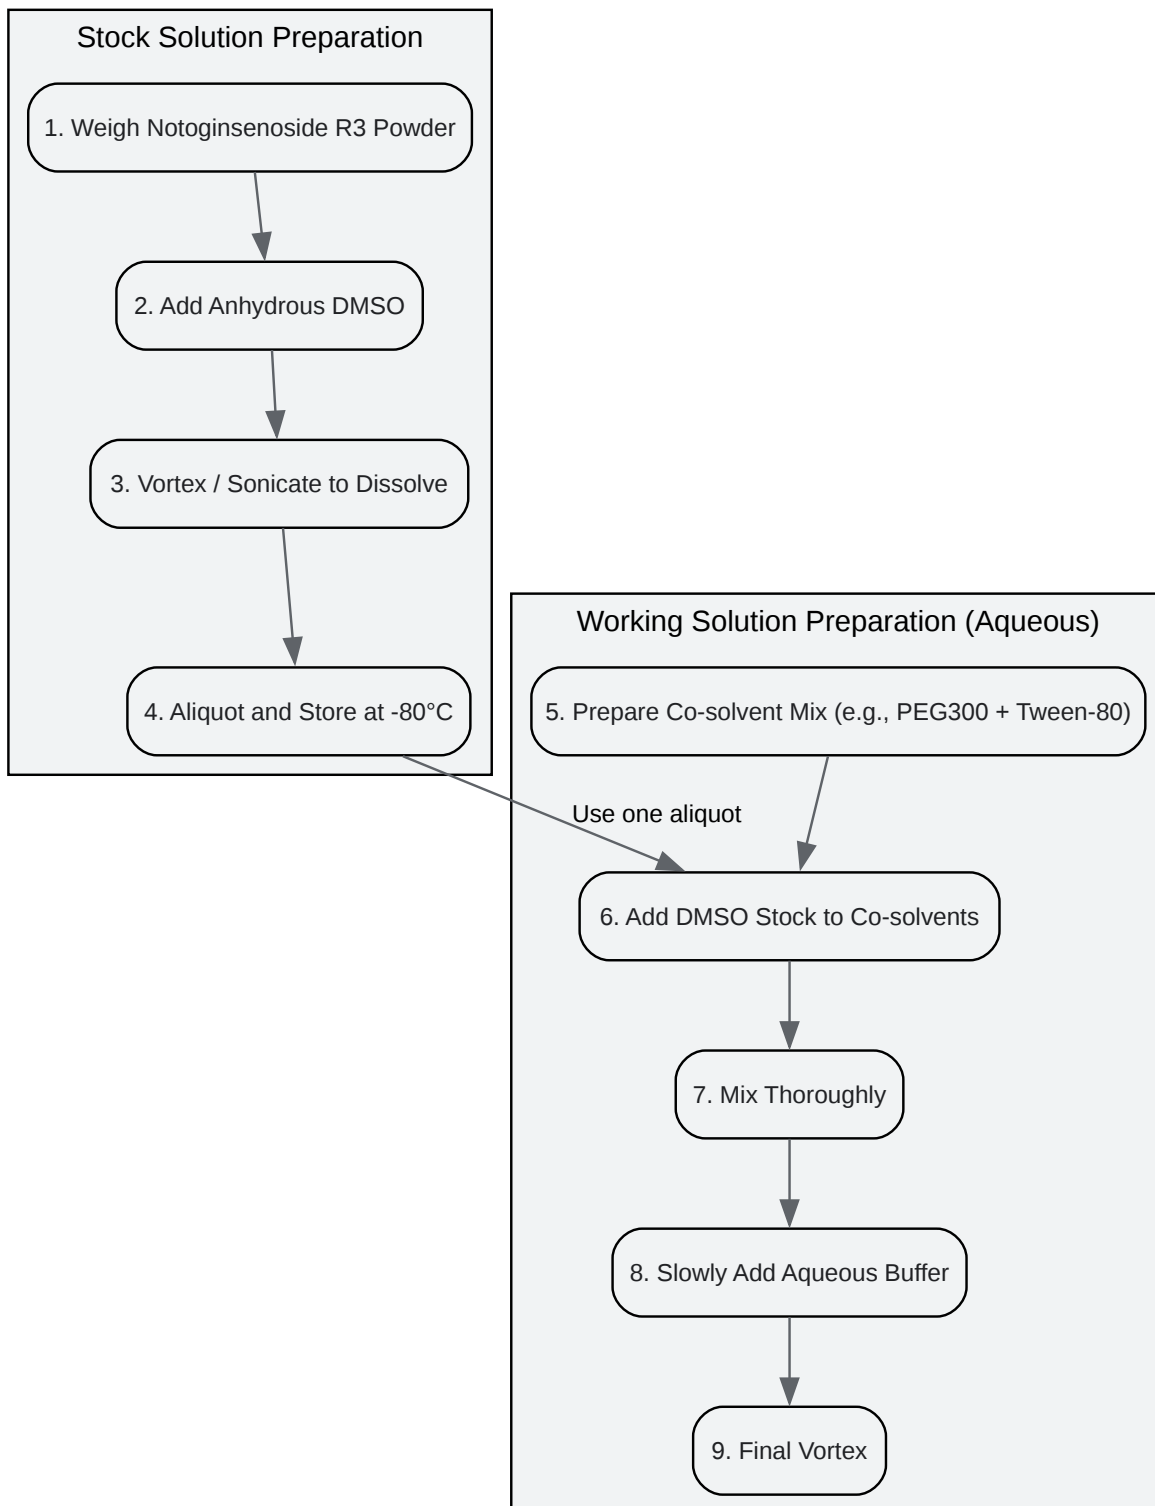 Stock Solution Preparation
1. Weigh Notoginsenoside R3 Powder
2. Add Anhydrous DMSO
3. Vortex / Sonicate to Dissolve
4. Aliquot and Store at -80°C
Working Solution Preparation (Aqueous)
5. Prepare Co-solvent Mix (e.g., PEG300 + Tween-80)
Use one aliquot
6. Add DMSO Stock to Co-solvents
7. Mix Thoroughly
8. Slowly Add Aqueous Buffer
9. Final Vortex